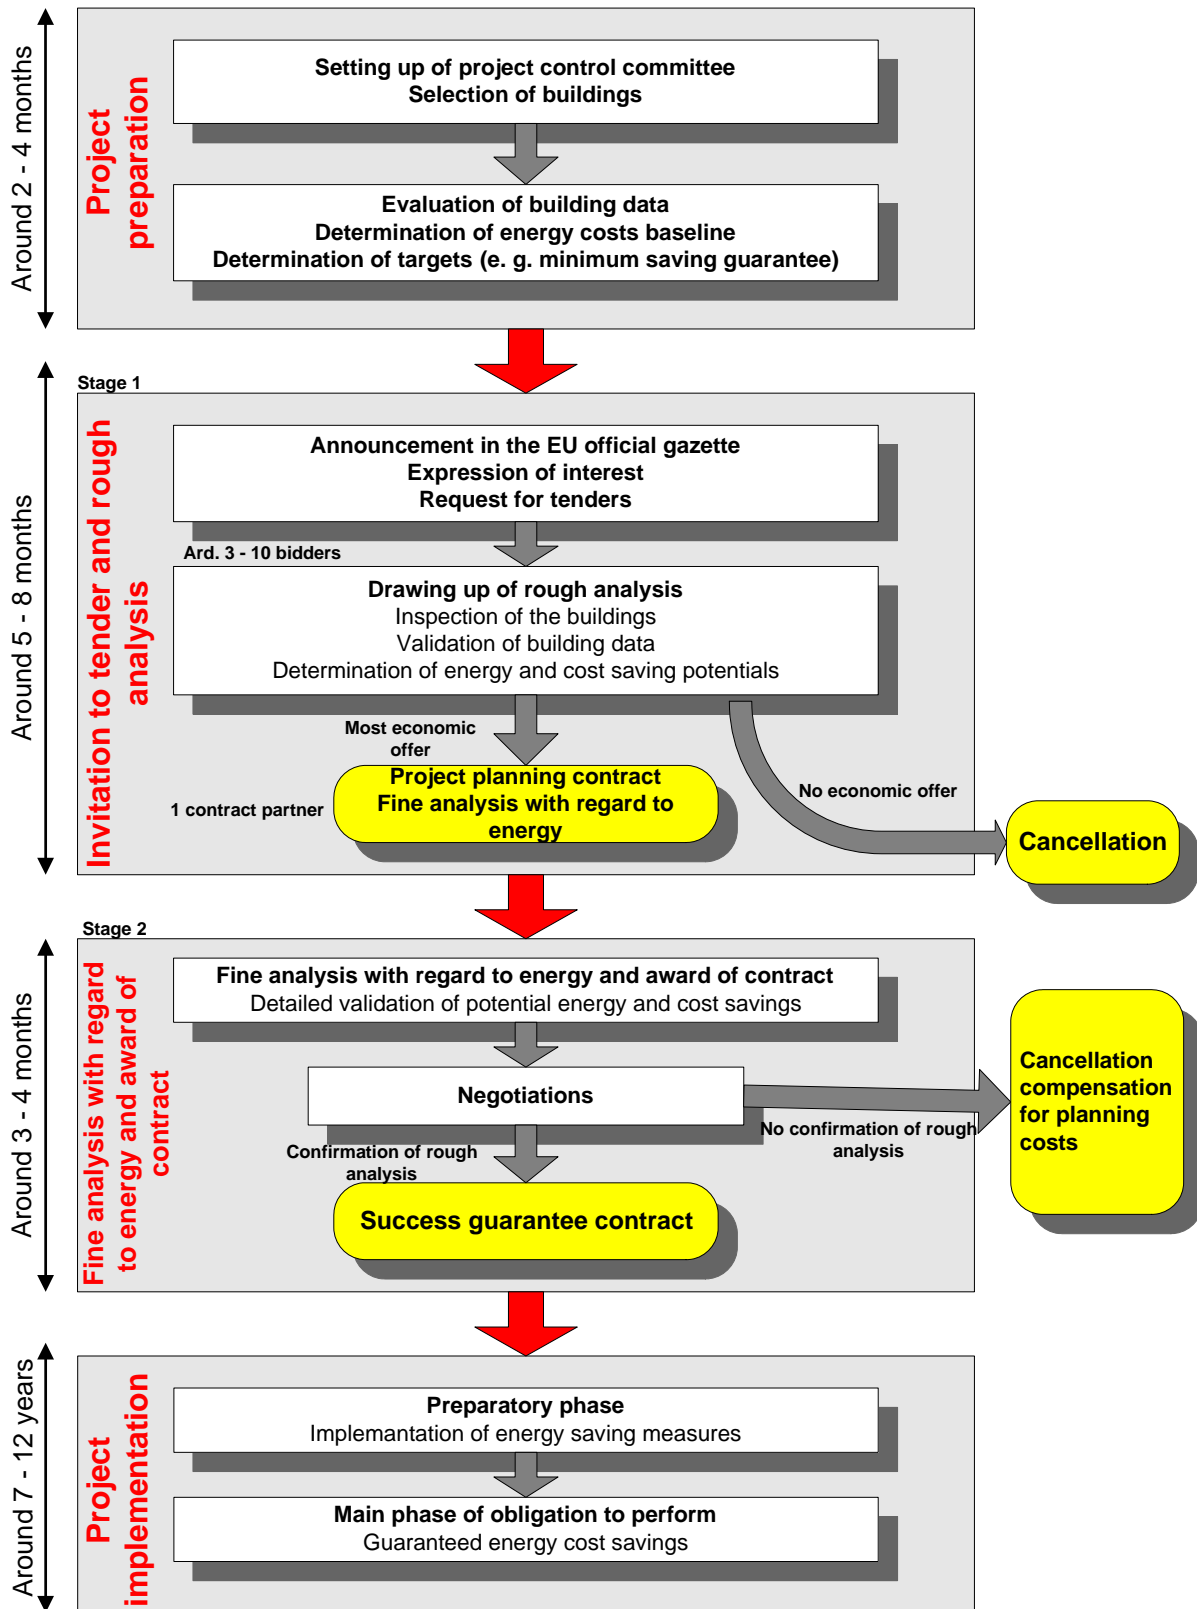 Around 2 - 4 months
Project
preparation
Setting up of project control committee
Selection of buildings
Evaluation of building data
Determination of energy costs baseline
Determination of targets (e. g. minimum saving guarantee)
Around 5 - 8 months
Stage 1
Invitation to tender and rough
analysis
Announcement in the EU official gazette
Expression of interest
Request for tenders
Ard. 3 - 10 bidders
Drawing up of rough analysis
Inspection of the buildings
Validation of building data
Determination of energy and cost saving potentials
Most economic
offer
No economic offer
1 contract partner
Project planning contract
Fine analysis with regard to
energy
Cancellation
Around 3 - 4 months
Stage 2
Fine analysis with regard
to energy and award of
contract
Fine analysis with regard to energy and award of contract
Detailed validation of potential energy and cost savings
Negotiations
Cancellation
compensation
for planning
costs
No confirmation of rough
analysis
Confirmation of rough
analysis
Success guarantee contract
Around 7 - 12 years
Project
implementation
Preparatory phase
Implemantation of energy saving measures
Main phase of obligation to perform
Guaranteed energy cost savings